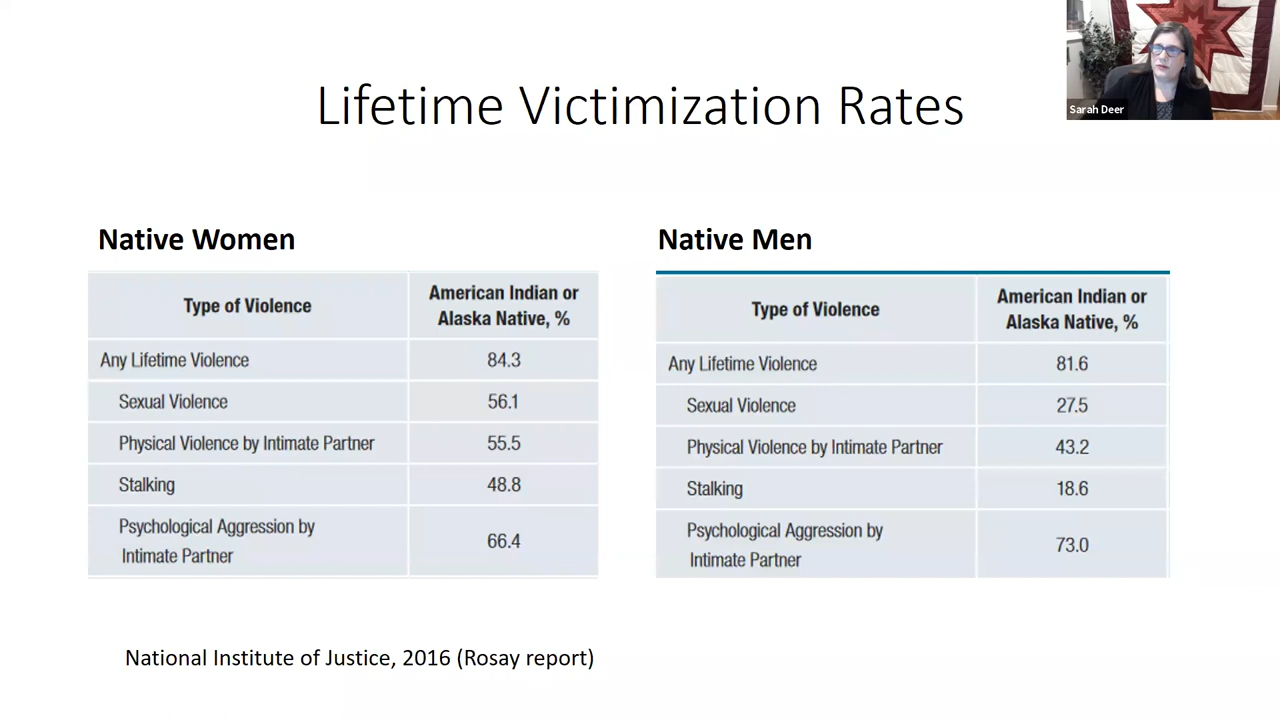 Sarah Deer
Lifetime Victimization Rates
Native Women
Type of Violence
American Indian or
Alaska Native, %
Any Lifetime Violence 84.3
Sexual Violence 56.1
Physical Violence by Intimate Partner 55.5
Stalking 48.8
Psychological Aggression by
Intimate Partner
66.4
Native Men
Type of Violence
American Indian or
Alaska Native, %
Any Lifetime Violence 81.6
Sexual Violence 27.5
Physical Violence by Intimate Partner 43.2
Stalking 18.6
Psychological Aggression by
Intimate Partner
73.0
National Institute of Justice, 2016 (Rosay report)